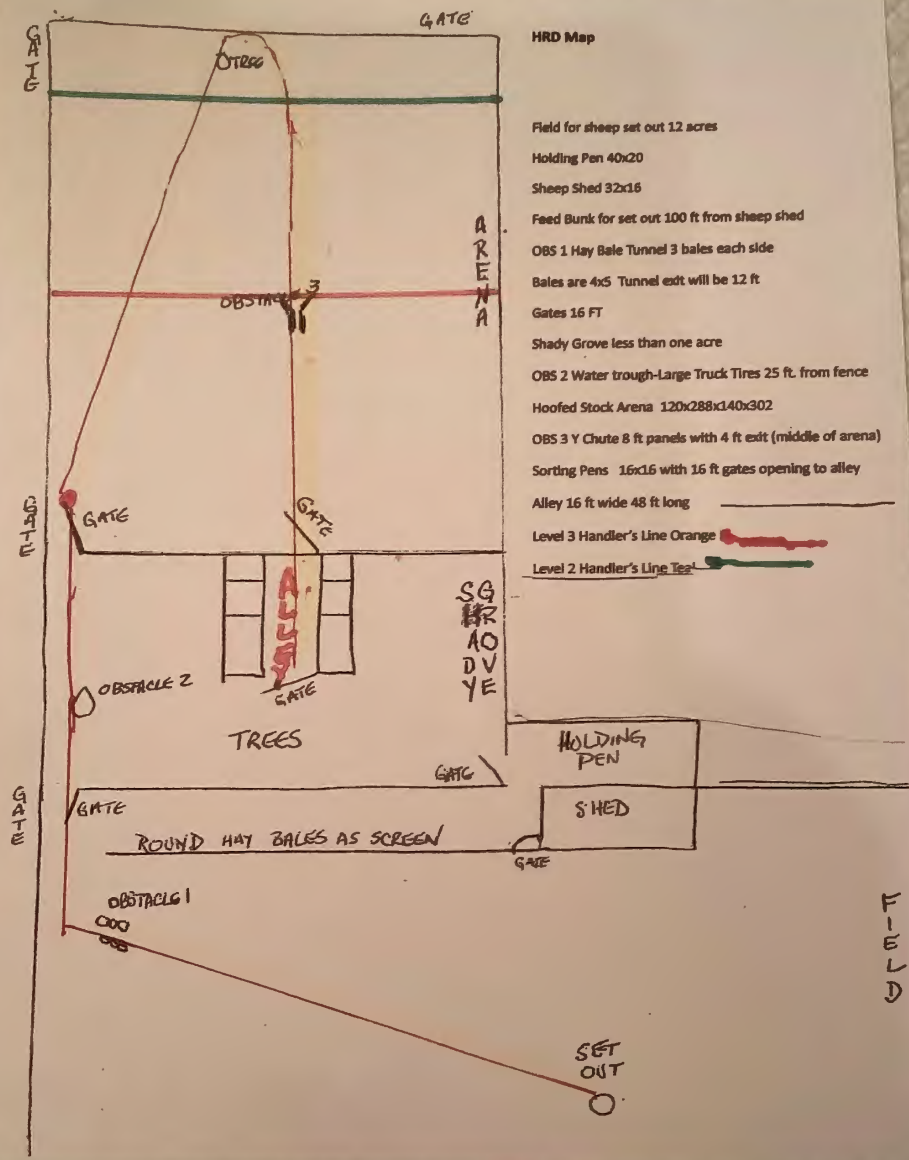 GATE
GATE
TREE
ARENA
OBSTACLE 3
GATE
GATE
GATE
ALLEY
SHADY GROVE
GATE
OBSTACLE 2
TREES
HOLDING
PEN
GATE
SHED
GATE
GATE
ROUND HAY BALES AS SCREEN
GATE
OBSTACLE 1
FIELD
SET
OUT
HRD Map
Field for sheep set out 12 acres
Holding Pen 40x20
Sheep Shed 32x16
Feed Bunk for set out 100 ft from sheep shed
OBS 1 Hay Bale Tunnel 3 bales each side
Bales are 4x5 Tunnel exit will be 12 ft
Gates 16 FT
Shady Grove less than one acre
OBS 2 Water trough-Large Truck Tires 25 ft. from fence
Hoofed Stock Arena 120x288x140x302
OBS 3 Y Chute 8 ft panels with 4 ft exit (middle of arena)
Sorting Pens 16x16 with 16 ft gates opening to alley
Alley 16 ft wide 48 ft long
Level 3 Handler's Line Orange
Level 2 Handler's Line Teal